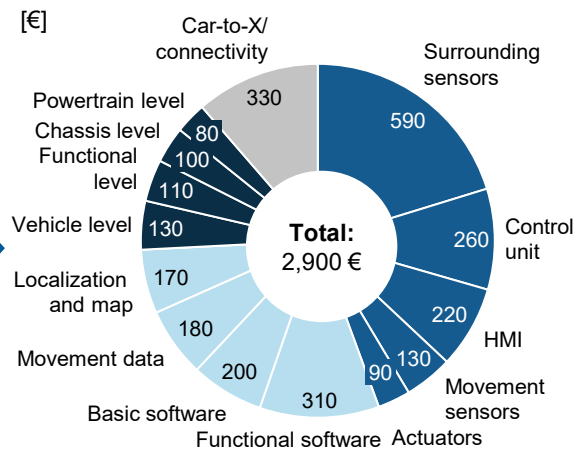 [€]
Car-to-X/
connectivity
330
Surrounding
sensors
590
Control
unit
260
HMI
220
Movement
sensors
130
Actuators
90
Functional software
310
Basic software
200
Movement data
180
Localization
and map
170
Vehicle level
130
Functional
level
110
Chassis level
100
Powertrain level
80
Total:
2,900 €